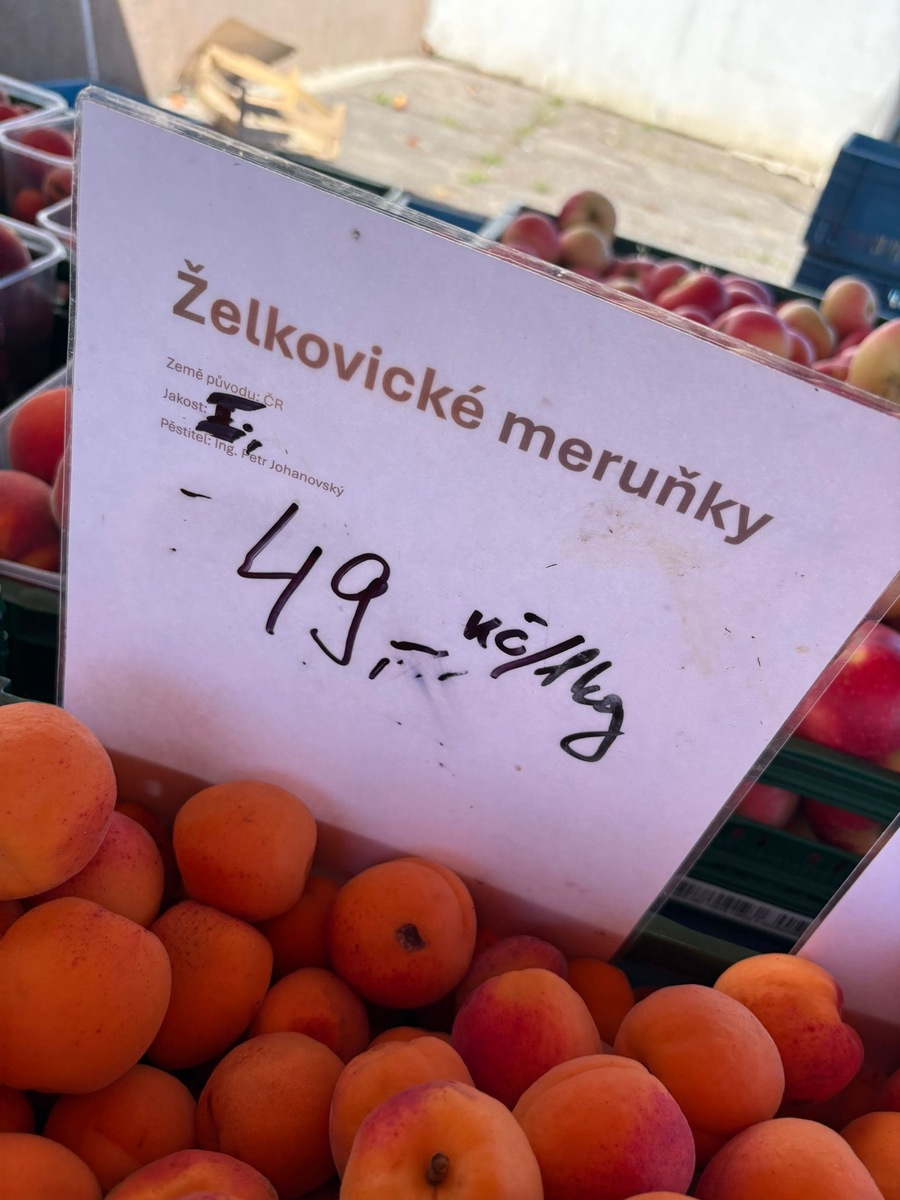 Želkovické meruňky
Země původu: ČR
Jakost: I.
Pěstitel: Ing. Petr Johanovský
49,- Kč/1kg